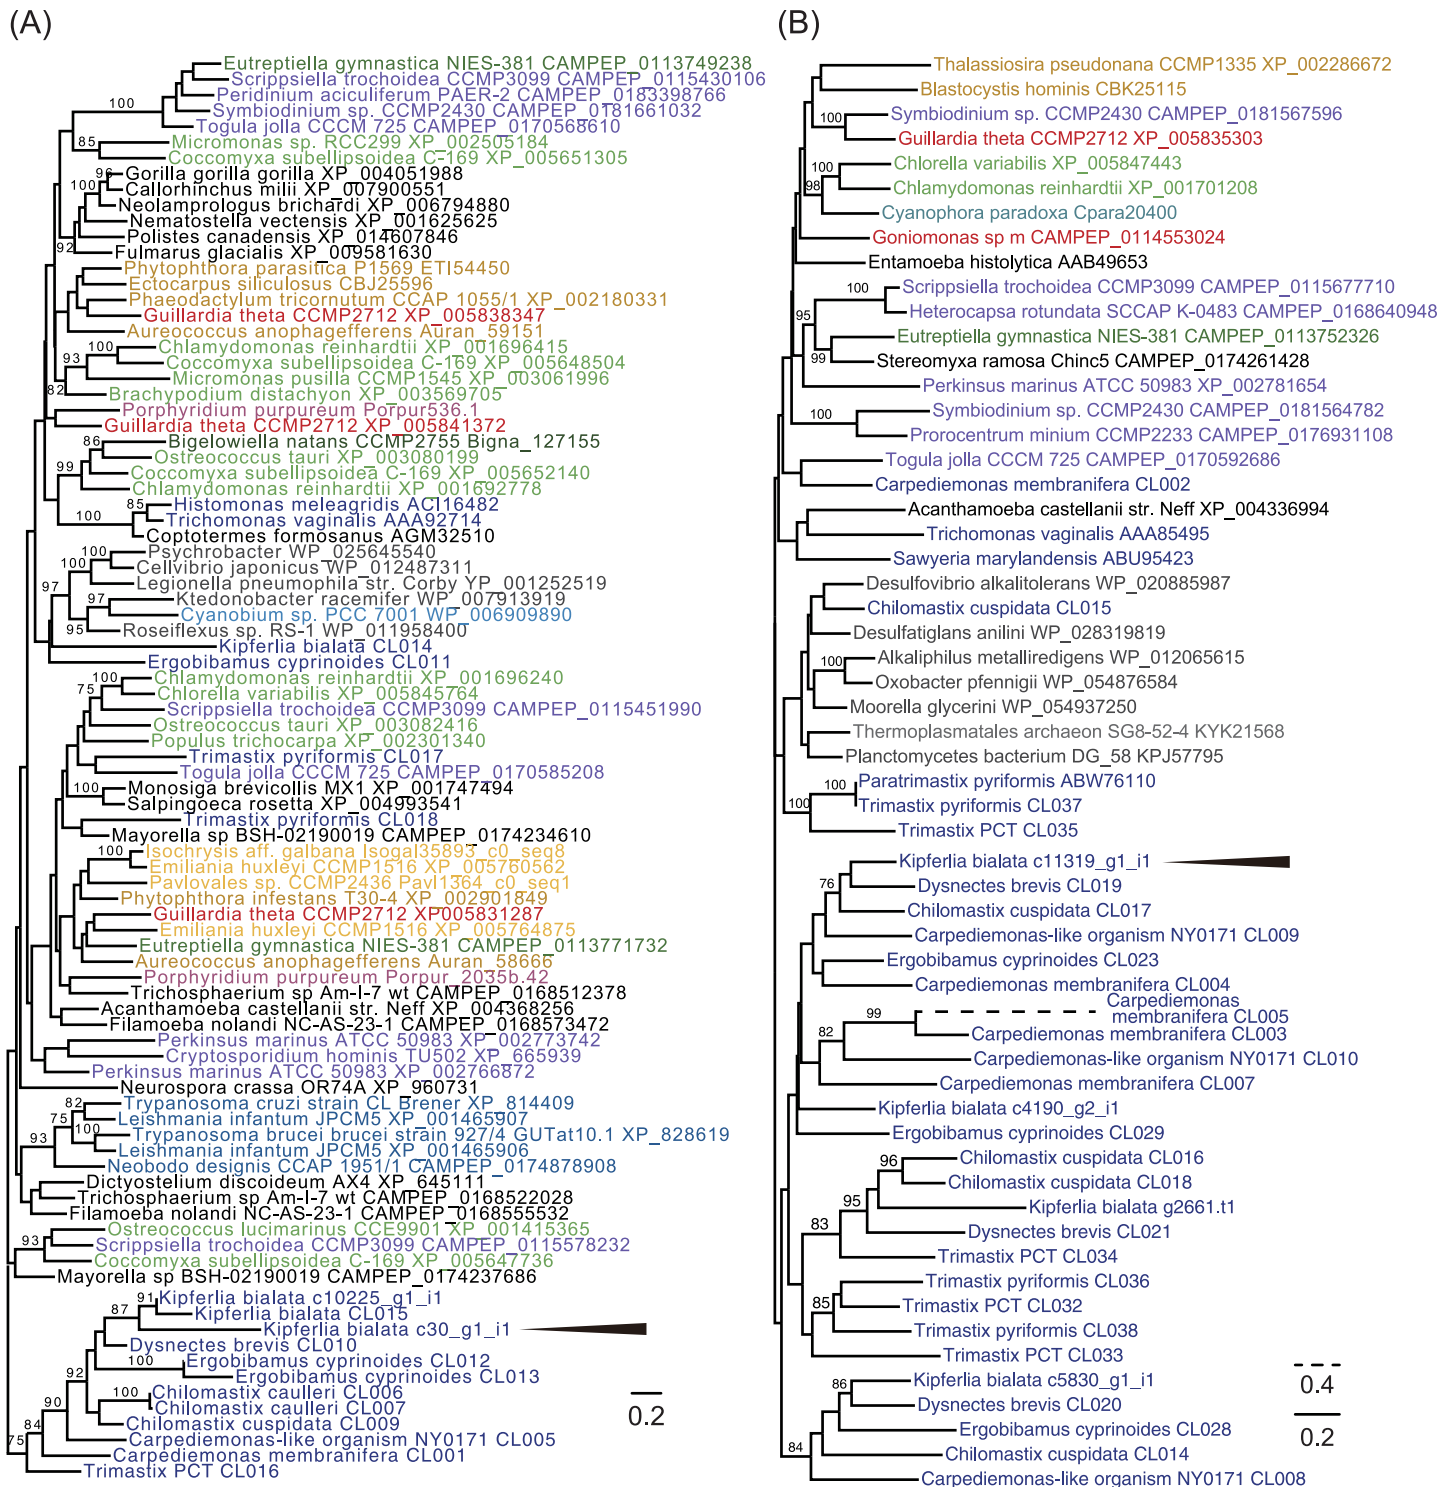 (A)
Eutreptiella gymnastica NIES-381 CAMPEP_0113749238
Scrippsiella trochoidea CCMP3099 CAMPEP_0115430106
Peridinium aciculiferum PAER-2 CAMPEP_0183398766
100
Symbiodinium sp. CCMP2430 CAMPEP_0181661032
Togula jolla CCCM 725 CAMPEP_0170568610
85
Micromonas sp. RCC299 XP_002505184
Coccomyxa subellipsoidea C-169 XP_005651305
96
Gorilla gorilla gorilla XP_004051988
100
Callorhinchus milii XP_007900551
Neolamprologus brichardi XP_006794880
Nematostella vectensis XP_001625625
Polistes canadensis XP_014607846
92
Fulmarus glacialis XP_009581630
Phytophthora parasitica P1569 ETI54450
Ectocarpus siliculosus CBJ25596
Phaeodactylum tricornutum CCAP 1055/1 XP_002180331
Guillardia theta CCMP2712 XP_005838347
Aureococcus anophagefferens Auran_59151
100
Chlamydomonas reinhardtii XP_001696415
93
Coccomyxa subellipsoidea C-169 XP_005648504
Micromonas pusilla CCMP1545 XP_003061996
82
Brachypodium distachyon XP_003569705
Porphyridium purpureum Porpur536.1
Guillardia theta CCMP2712 XP_005841372
86
Bigelowiella natans CCMP2755 Bigna_127155
Ostreococcus tauri XP_003080199
99
Coccomyxa subellipsoidea C-169 XP_005652140
Chlamydomonas reinhardtii XP_001692778
85
Histomonas meleagridis ACI16482
100
Trichomonas vaginalis AAA92714
Coptotermes formosanus AGM32510
100
Psychrobacter WP_025645540
100
Cellvibrio japonicus WP_012487311
97
Legionella pneumophila str. Corby YP_001252519
97
Ktedonobacter racemifer WP_007913919
Cyanobium sp. PCC 7001 WP_006909890
95
Roseiflexus sp. RS-1 WP_011958400
Kipferlia bialata CL014
Ergobibamus cyprinoides CL011
100
Chlamydomonas reinhardtii XP_001696240
75
Chlorella variabilis XP_005845764
Scrippsiella trochoidea CCMP3099 CAMPEP_0115451990
Ostreococcus tauri XP_003082416
Populus trichocarpa XP_002301340
Trimastix pyriformis CL017
Togula jolla CCCM 725 CAMPEP_0170585208
100
Monosiga brevicollis MX1 XP_001747494
Salpingoeca rosetta XP_004993541
Trimastix pyriformis CL018
Mayorella sp BSH-02190019 CAMPEP_0174234610
100
Isochrysis aff. galbana Isogal35893_c0_seq8
Emiliania huxleyi CCMP1516 XP_005760562
Pavlovales sp. CCMP2436 Pavl1364_c0_seq1
Phytophthora infestans T30-4 XP_002901849
Guillardia theta CCMP2712 XP005831287
Emiliania huxleyi CCMP1516 XP_005764875
Eutreptiella gymnastica NIES-381 CAMPEP_0113771732
Aureococcus anophagefferens Auran_58666
Porphyridium purpureum Porpur_2035b.42
Trichosphaerium sp Am-I-7 wt CAMPEP_0168512378
Acanthamoeba castellanii str. Neff XP_004368256
Filamoeba nolandi NC-AS-23-1 CAMPEP_0168573472
Perkinsus marinus ATCC 50983 XP_002773742
Cryptosporidium hominis TU502 XP_665939
Perkinsus marinus ATCC 50983 XP_002766872
Neurospora crassa OR74A XP_960731
82
Trypanosoma cruzi strain CL Brener XP_814409
75
Leishmania infantum JPCM5 XP_001465907
100
Trypanosoma brucei brucei strain 927/4 GUTat10.1 XP_828619
93
Leishmania infantum JPCM5 XP_001465906
Neobodo designis CCAP 1951/1 CAMPEP_0174878908
Dictyostelium discoideum AX4 XP_645111
Trichosphaerium sp Am-I-7 wt CAMPEP_0168522028
Filamoeba nolandi NC-AS-23-1 CAMPEP_0168555532
Ostreococcus lucimarinus CCE9901 XP_001415365
93
Scrippsiella trochoidea CCMP3099 CAMPEP_0115578232
Coccomyxa subellipsoidea C-169 XP_005647736
Mayorella sp BSH-02190019 CAMPEP_0174237686
91
Kipferlia bialata c10225_g1_i1
87
Kipferlia bialata CL015
Kipferlia bialata c30_g1_i1
Dysnectes brevis CL010
100
Ergobibamus cyprinoides CL012
92
Ergobibamus cyprinoides CL013
100
Chilomastix caulleri CL006
90
Chilomastix caulleri CL007
84
Chilomastix cuspidata CL009
75
Carpediemonas-like organism NY0171 CL005
Carpediemonas membranifera CL001
Trimastix PCT CL016
0.2
(B)
Thalassiosira pseudonana CCMP1335 XP_002286672
Blastocystis hominis CBK25115
Symbiodinium sp. CCMP2430 CAMPEP_0181567596
100
Guillardia theta CCMP2712 XP_005835303
100
Chlorella variabilis XP_005847443
98
Chlamydomonas reinhardtii XP_001701208
Cyanophora paradoxa Cpara20400
Goniomonas sp m CAMPEP_0114553024
Entamoeba histolytica AAB49653
100
Scrippsiella trochoidea CCMP3099 CAMPEP_0115677710
95
Heterocapsa rotundata SCCAP K-0483 CAMPEP_0168640948
Eutreptiella gymnastica NIES-381 CAMPEP_0113752326
99
Stereomyxa ramosa Chinc5 CAMPEP_0174261428
Perkinsus marinus ATCC 50983 XP_002781654
100
Symbiodinium sp. CCMP2430 CAMPEP_0181564782
Prorocentrum minium CCMP2233 CAMPEP_0176931108
Togula jolla CCCM 725 CAMPEP_0170592686
Carpediemonas membranifera CL002
Acanthamoeba castellanii str. Neff XP_004336994
Trichomonas vaginalis AAA85495
Sawyeria marylandensis ABU95423
Desulfovibrio alkalitolerans WP_020885987
Chilomastix cuspidata CL015
Desulfatiglans anilini WP_028319819
100
Alkaliphilus metalliredigens WP_012065615
Oxobacter pfennigii WP_054876584
Moorella glycerini WP_054937250
Thermoplasmatales archaeon SG8-52-4 KYK21568
Planctomycetes bacterium DG_58 KPJ57795
100
Paratrimastix pyriformis ABW76110
100
Trimastix pyriformis CL037
Trimastix PCT CL035
Kipferlia bialata c11319_g1_i1
76
Dysnectes brevis CL019
Chilomastix cuspidata CL017
Carpediemonas-like organism NY0171 CL009
Ergobibamus cyprinoides CL023
Carpediemonas membranifera CL004
Carpediemonas
99
membranifera CL005
82
Carpediemonas membranifera CL003
Carpediemonas-like organism NY0171 CL010
Carpediemonas membranifera CL007
Kipferlia bialata c4190_g2_i1
Ergobibamus cyprinoides CL029
96
Chilomastix cuspidata CL016
Chilomastix cuspidata CL018
95
Kipferlia bialata g2661.t1
83
Dysnectes brevis CL021
Trimastix PCT CL034
Trimastix pyriformis CL036
85
Trimastix PCT CL032
Trimastix pyriformis CL038
Trimastix PCT CL033
86
Kipferlia bialata c5830_g1_i1
Dysnectes brevis CL020
Ergobibamus cyprinoides CL028
84
Chilomastix cuspidata CL014
Carpediemonas-like organism NY0171 CL008
0.4
0.2